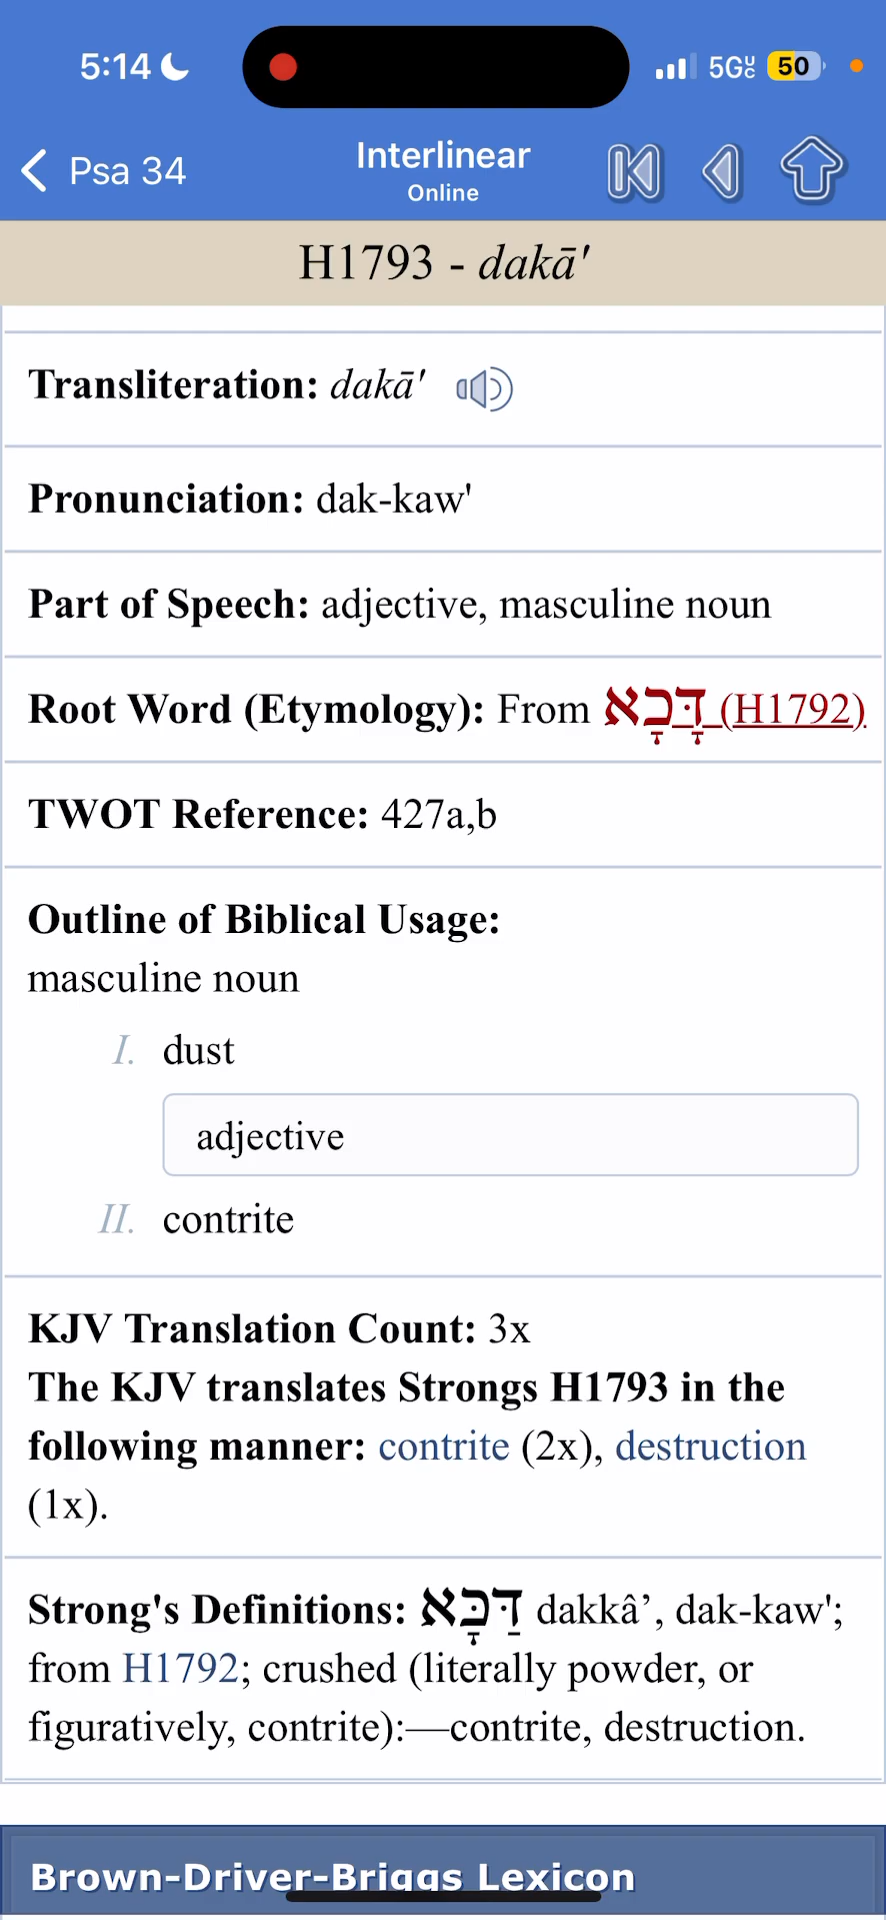 5:14
5G
50
Psa 34
Interlinear
Online
H1793 - dakā'
Transliteration: dakā'
Pronunciation: dak-kaw'
Part of Speech: adjective, masculine noun
Root Word (Etymology): From דָּכָא (H1792)
TWOT Reference: 427a,b
Outline of Biblical Usage:
masculine noun
I. dust
adjective
II. contrite
KJV Translation Count: 3x
The KJV translates Strongs H1793 in the
following manner: contrite (2x), destruction
(1x).
Strong's Definitions: דַּכָּא dakkâʼ, dak-kaw';
from H1792; crushed (literally powder, or
figuratively, contrite):—contrite, destruction.
Brown-Driver-Briggs Lexicon